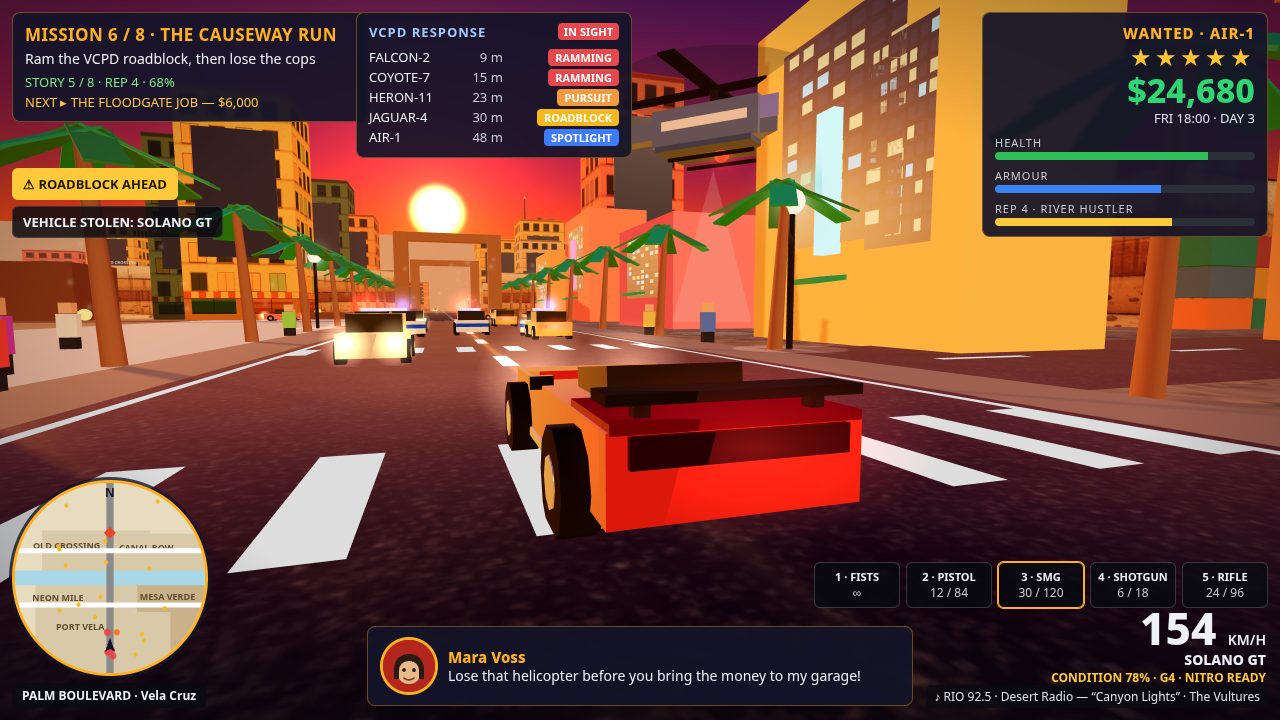 MISSION 6 / 8 · THE CAUSEWAY RUN
Ram the VCPD roadblock, then lose the cops
STORY 5 / 8 · REP 4 · 68%
NEXT ▸ THE FLOODGATE JOB — $6,000
VCPD RESPONSE IN SIGHT
FALCON-2 9 m RAMMING
COYOTE-7 15 m RAMMING
HERON-11 23 m PURSUIT
JAGUAR-4 30 m ROADBLOCK
AIR-1 48 m SPOTLIGHT
WANTED · AIR-1
★★★★★
$24,680
FRI 18:00 · DAY 3
HEALTH
ARMOUR
REP 4 · RIVER HUSTLER
⚠ ROADBLOCK AHEAD
VEHICLE STOLEN: SOLANO GT
N
OLD CROSSING CANAL ROW
NEON MILE MESA VERDE
PORT VELA
PALM BOULEVARD · Vela Cruz
Mara Voss
Lose that helicopter before you bring the money to my garage!
1 · FISTS
∞
2 · PISTOL
12 / 84
3 · SMG
30 / 120
4 · SHOTGUN
6 / 18
5 · RIFLE
24 / 96
154 KM/H
SOLANO GT
CONDITION 78% · G4 · NITRO READY
♪ RIO 92.5 · Desert Radio — “Canyon Lights” · The Vultures